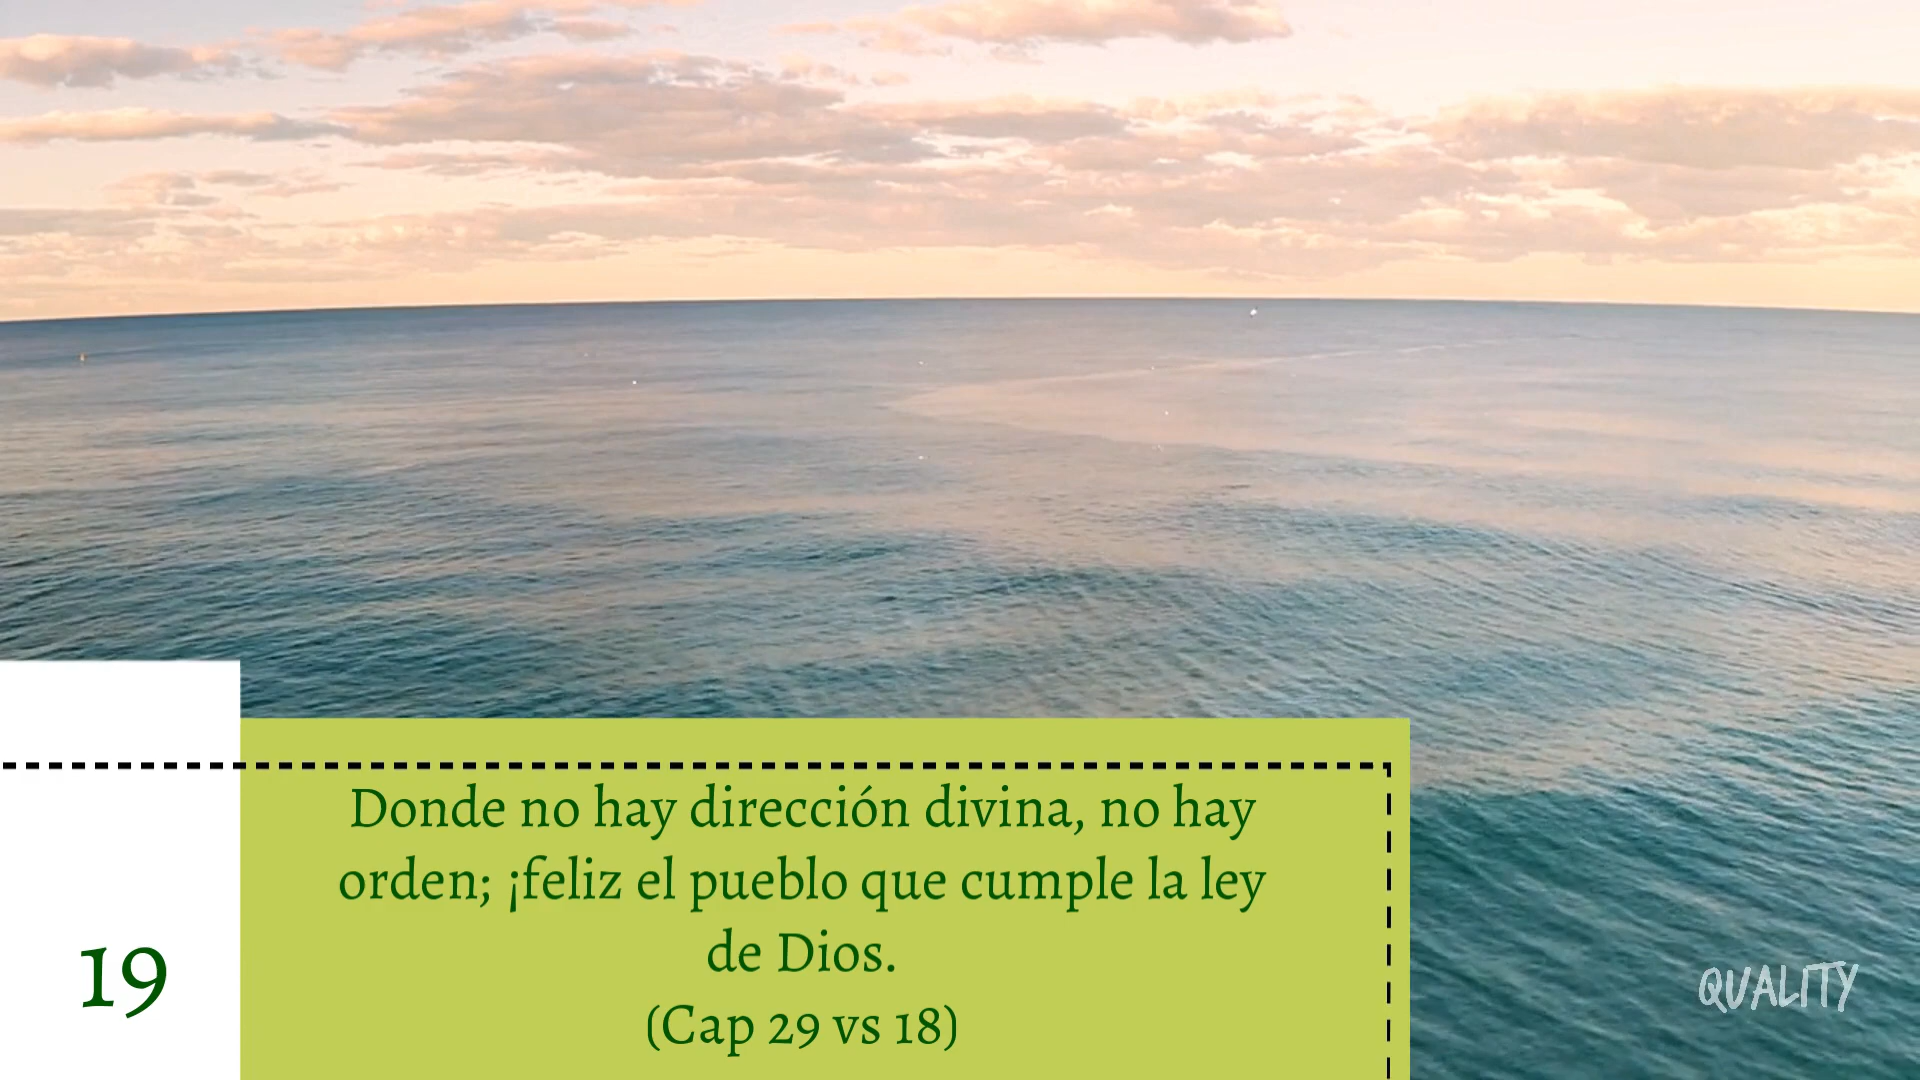 Donde no hay dirección divina, no hay
orden; ¡feliz el pueblo que cumple la ley
de Dios.
(Cap 29 vs 18)
19
QUALITY